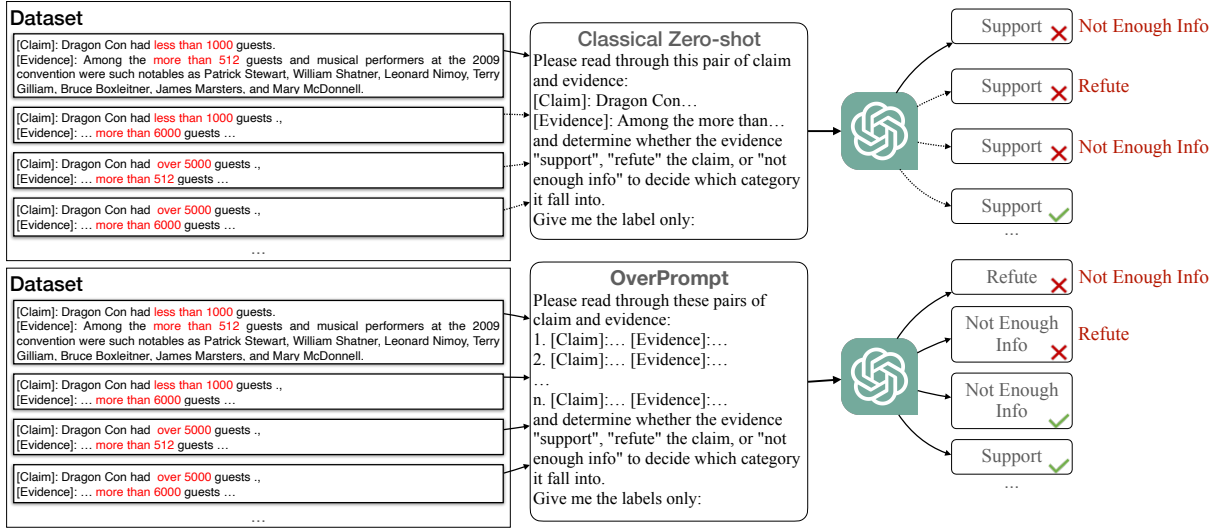 Dataset
[Claim]: Dragon Con had less than 1000 guests.
[Evidence]: Among the more than 512 guests and musical performers at the 2009
convention were such notables as Patrick Stewart, William Shatner, Leonard Nimoy, Terry
Gilliam, Bruce Boxleitner, James Marsters, and Mary McDonnell.
[Claim]: Dragon Con had less than 1000 guests .,
[Evidence]: ... more than 6000 guests ...
[Claim]: Dragon Con had over 5000 guests .,
[Evidence]: ... more than 512 guests ...
[Claim]: Dragon Con had over 5000 guests .,
[Evidence]: ... more than 6000 guests ...
...
Classical Zero-shot
Please read through this pair of claim
and evidence:
[Claim]: Dragon Con…
[Evidence]: Among the more than…
and determine whether the evidence
"support", "refute" the claim, or "not
enough info" to decide which category
it fall into.
Give me the label only:
Support Not Enough Info
Support Refute
Support Not Enough Info
Support
...
Dataset
[Claim]: Dragon Con had less than 1000 guests.
[Evidence]: Among the more than 512 guests and musical performers at the 2009
convention were such notables as Patrick Stewart, William Shatner, Leonard Nimoy, Terry
Gilliam, Bruce Boxleitner, James Marsters, and Mary McDonnell.
[Claim]: Dragon Con had less than 1000 guests .,
[Evidence]: ... more than 6000 guests ...
[Claim]: Dragon Con had over 5000 guests .,
[Evidence]: ... more than 512 guests ...
[Claim]: Dragon Con had over 5000 guests .,
[Evidence]: ... more than 6000 guests ...
...
OverPrompt
Please read through these pairs of
claim and evidence:
1. [Claim]:… [Evidence]:…
2. [Claim]:… [Evidence]:…
…
n. [Claim]:… [Evidence]:…
and determine whether the evidence
"support", "refute" the claim, or "not
enough info" to decide which category
it fall into.
Give me the labels only:
Refute Not Enough Info
Not Enough
Info Refute
Not Enough
Info
Support
...